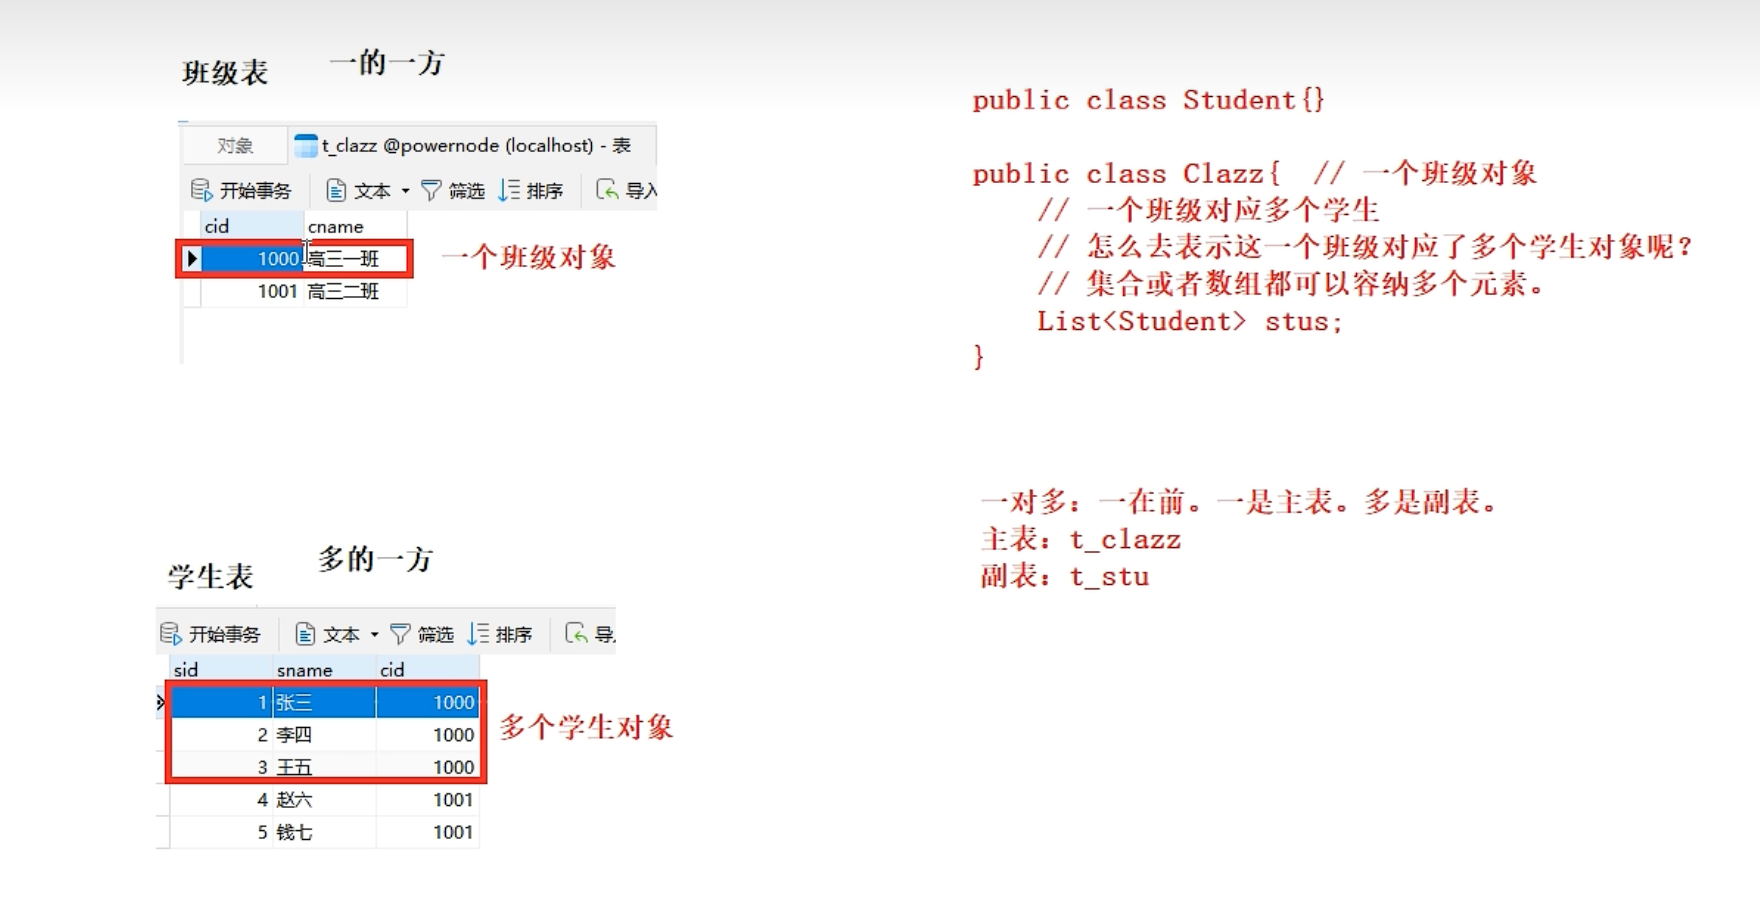 班级表
一的一方
对象
t_clazz @powernode (localhost) - 表
开始事务 文本 筛选 排序 导入
cid cname
1000 高三一班
1001 高三二班
一个班级对象
学生表
多的一方
开始事务 文本 筛选 排序
sid sname cid
1 张三 1000
2 李四 1000
3 王五 1000
4 赵六 1001
5 钱七 1001
多个学生对象
public class Student{}
public class Clazz{ // 一个班级对象
// 一个班级对应多个学生
// 怎么去表示这一个班级对应了多个学生对象呢?
// 集合或者数组都可以容纳多个元素。
List<Student> stus;
}
一对多：一在前。一是主表。多是副表。
主表：t_clazz
副表：t_stu